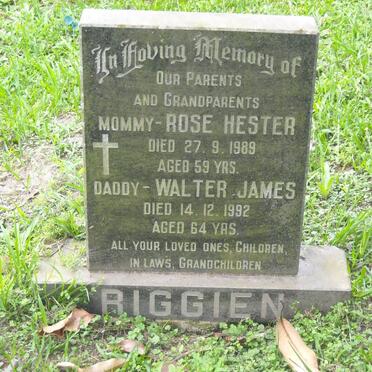 In Loving Memory of
OUR PARENTS
AND GRANDPARENTS
MOMMY - ROSE HESTER
DIED 27. 9. 1989
AGED 59 YRS.
DADDY - WALTER JAMES
DIED 14. 12. 1992
AGED 64 YRS.
ALL YOUR LOVED ONES, CHILDREN,
IN LAWS, GRANDCHILDREN
RIGGIEN